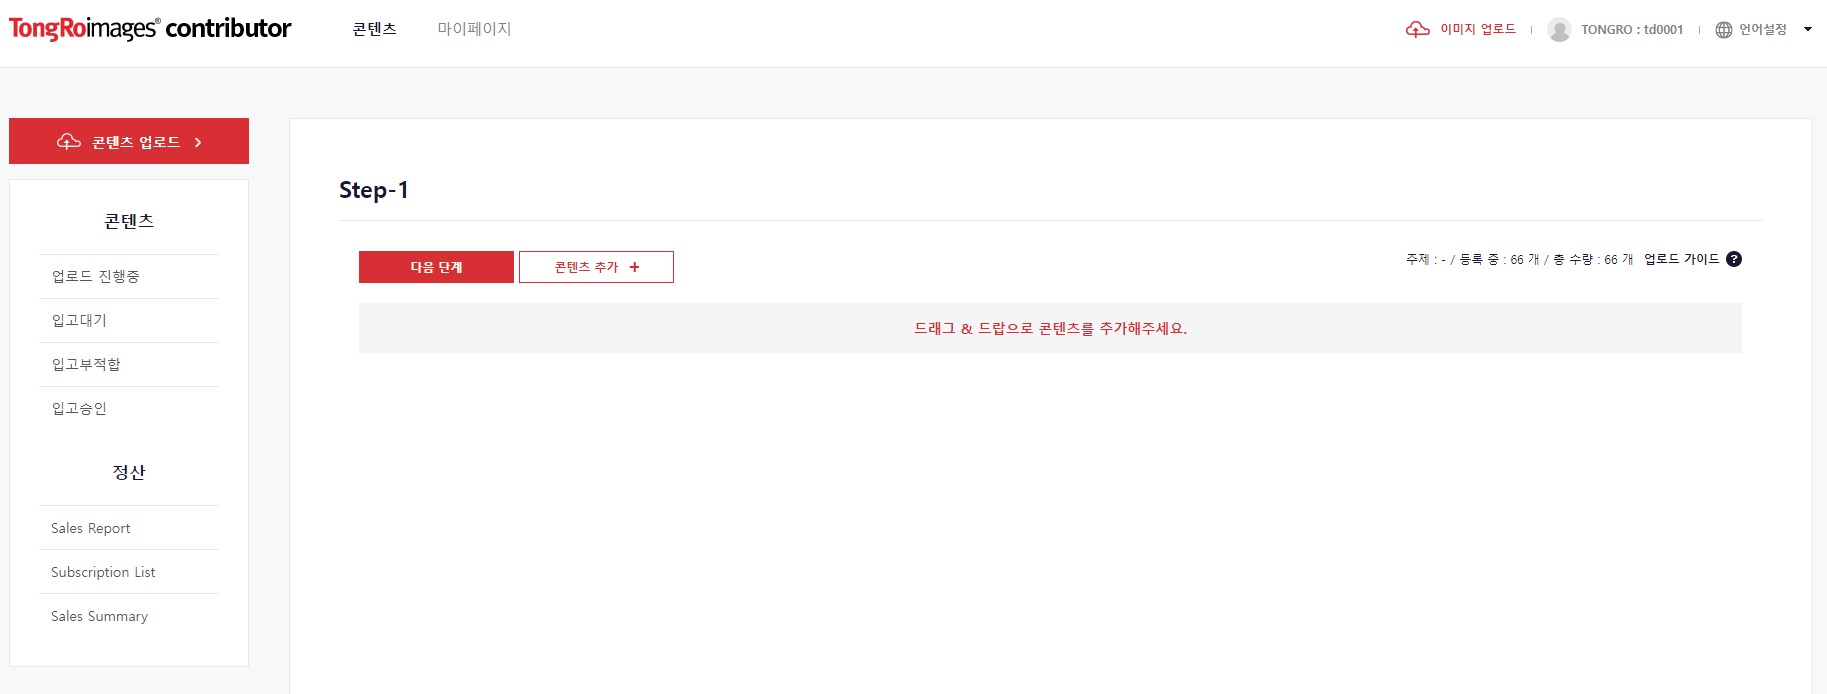 TongRoimages® contributor
콘텐츠
마이페이지
이미지 업로드
TONGRO : td0001
언어설정
콘텐츠 업로드 >
콘텐츠
업로드 진행중
입고대기
입고부적합
입고승인
정산
Sales Report
Subscription List
Sales Summary
Step-1
다음 단계
콘텐츠 추가 +
주제 : - / 등록 중 : 66 개 / 총 수량 : 66 개 업로드 가이드 ?
드래그 & 드랍으로 콘텐츠를 추가해주세요.